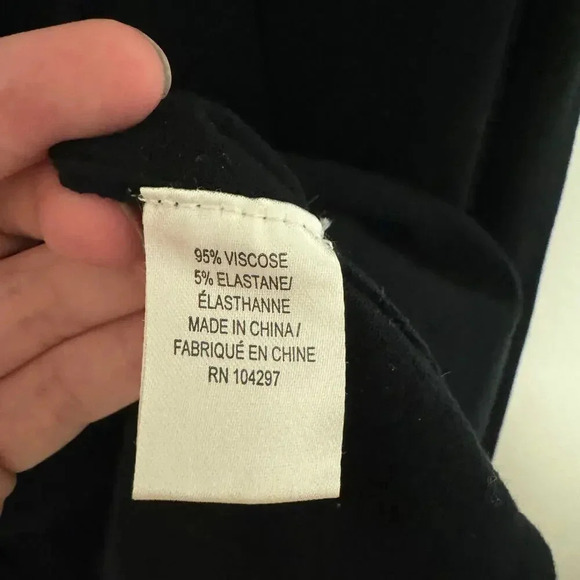 95% VISCOSE
5% ELASTANE/
ÉLASTHANNE
MADE IN CHINA/
FABRIQUÉ EN CHINE
RN 104297